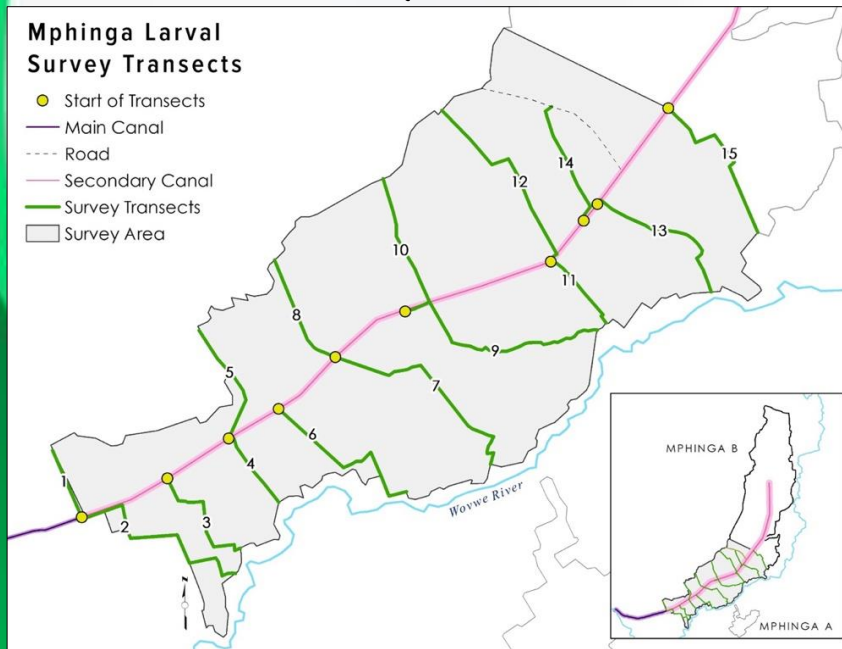 Mphinga Larval
Survey Transects
Start of Transects
Main Canal
Road
Secondary Canal
Survey Transects
Survey Area
15
14
12
13
10
11
8
9
5
7
6
4
1
2
3
Wovwe River
N
MPHINGA B
MPHINGA A